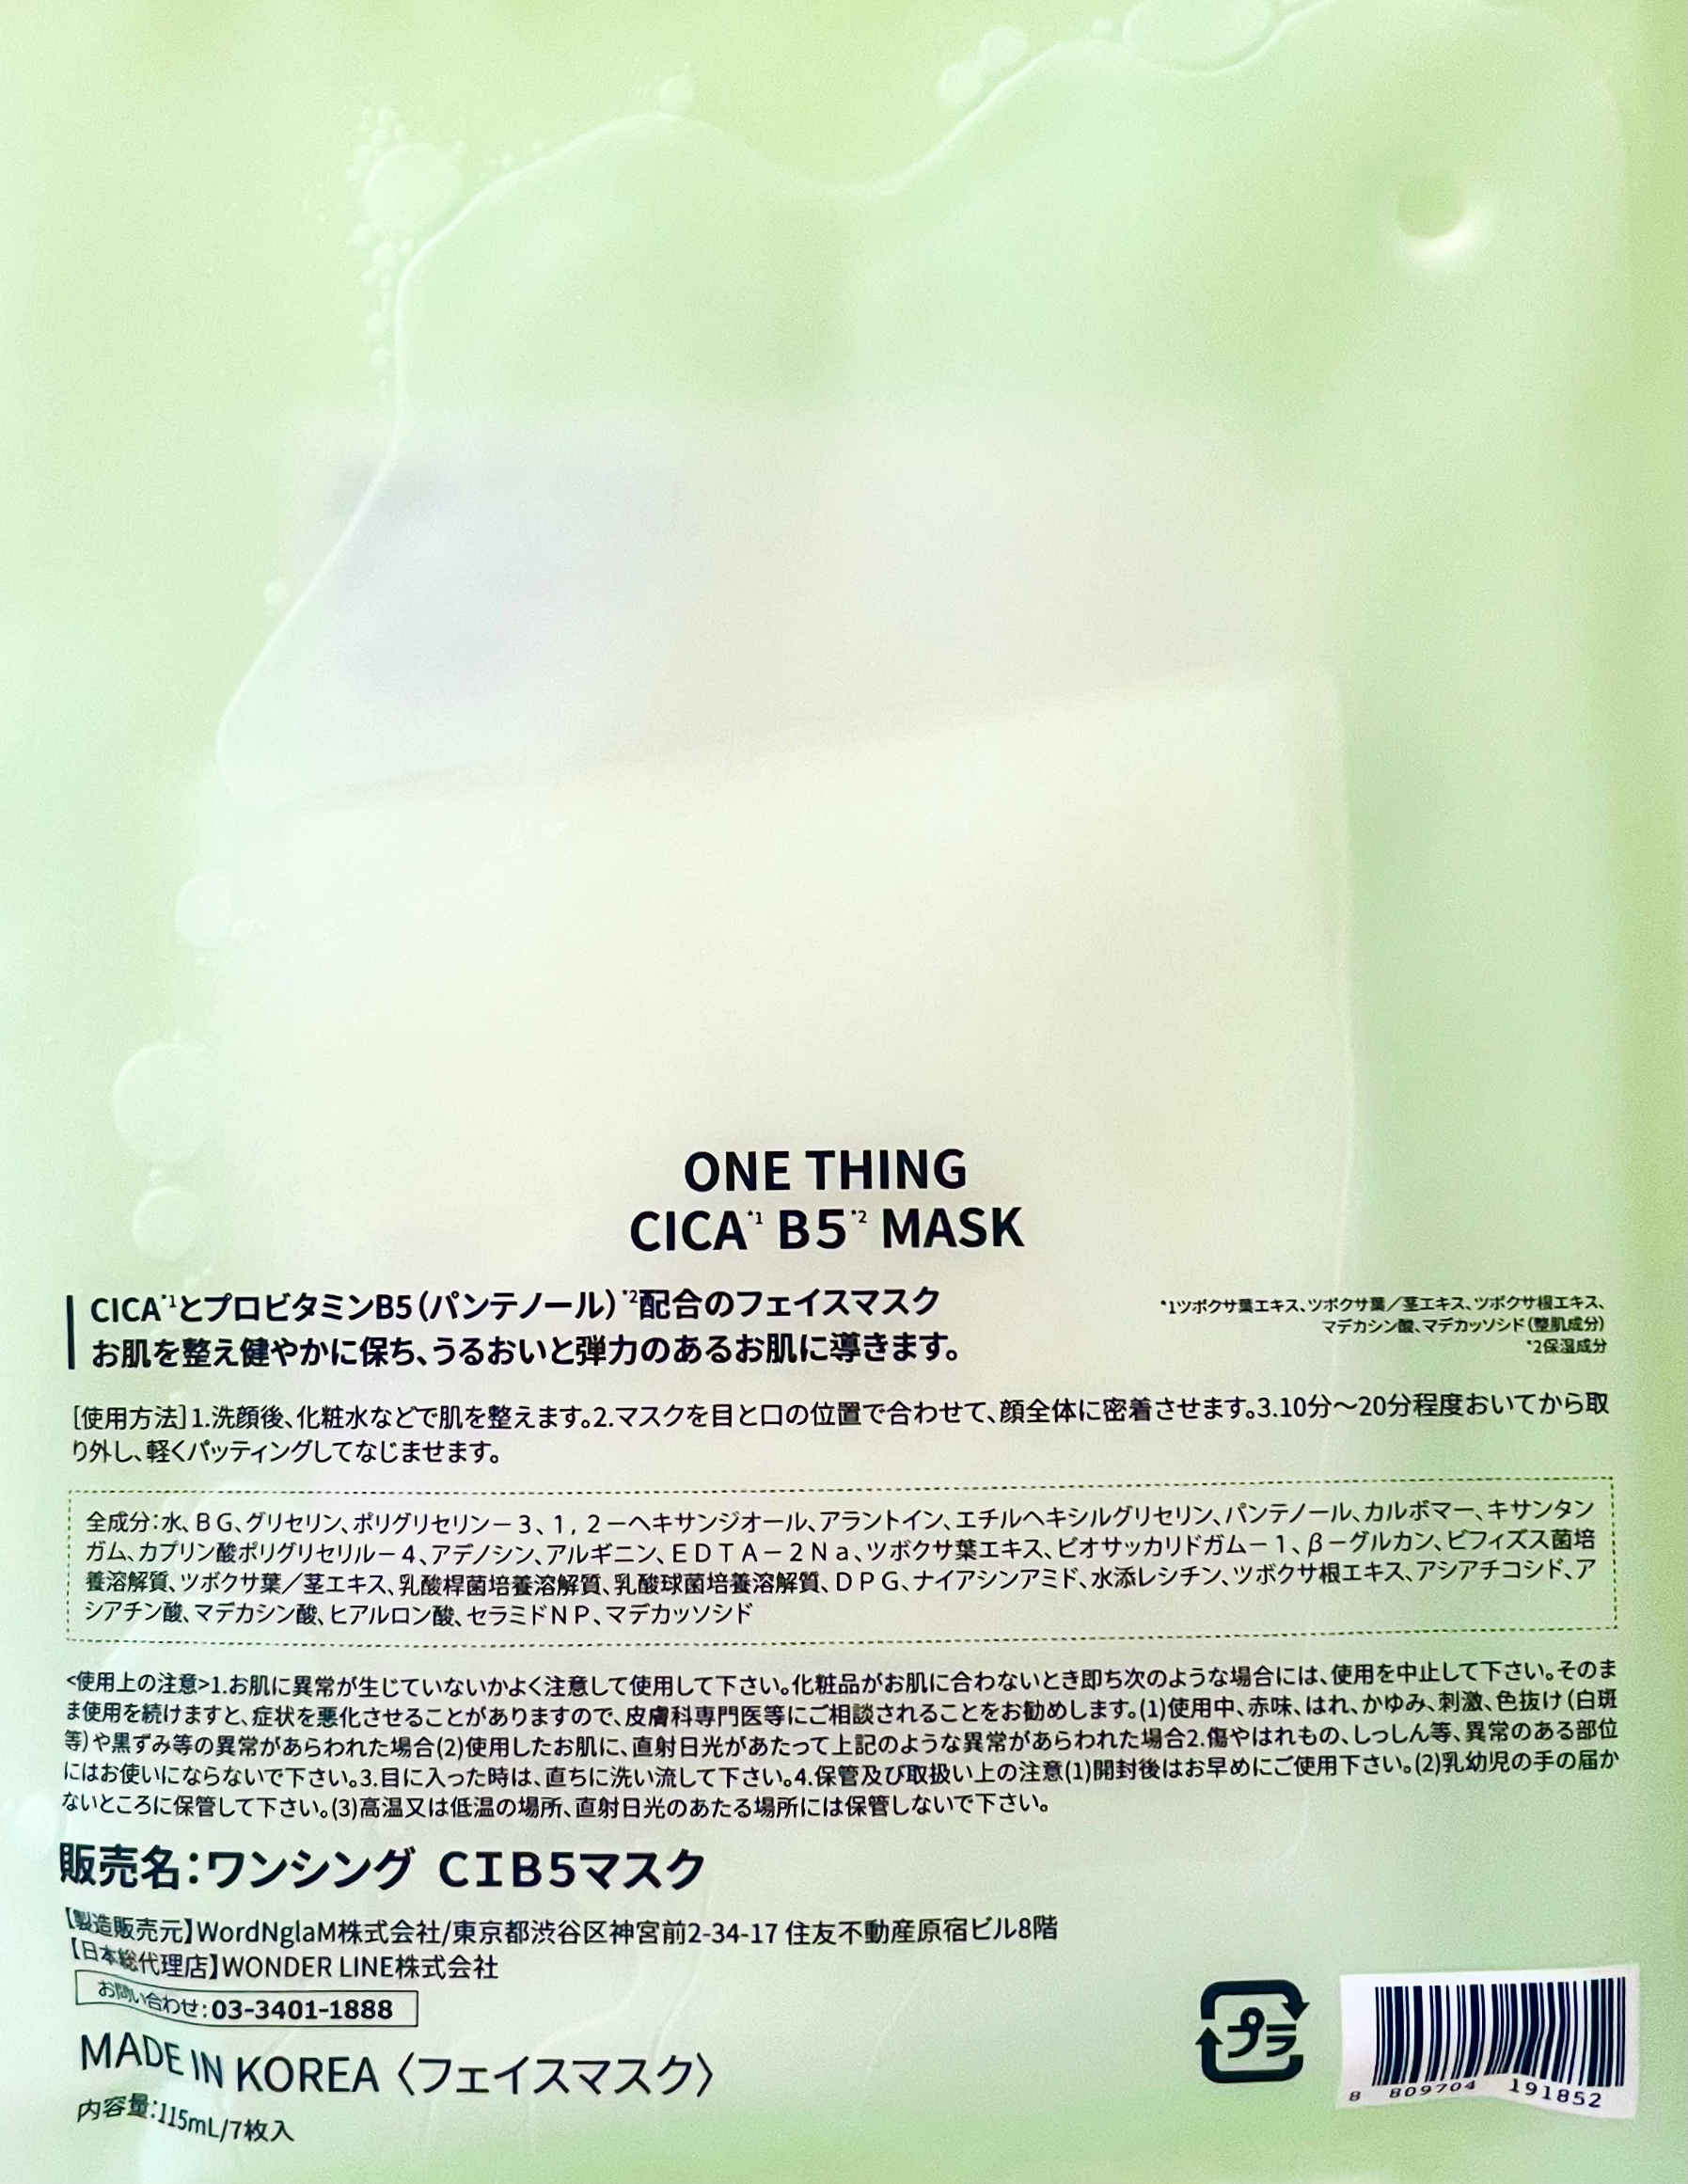 ONE THING
CICA*1 B5*2 MASK
CICA*1とプロビタミンB5(パンテノール)*2配合のフェイスマスク
お肌を整え健やかに保ち、うるおいと弾力のあるお肌に導きます。
*1ツボクサ葉エキス、ツボクサ葉/茎エキス、ツボクサ根エキス、
マデカシン酸、マデカッソシド(整肌成分)
*2保湿成分
[使用方法]1.洗顔後、化粧水などで肌を整えます。2.マスクを目と口の位置で合わせて、顔全体に密着させます。3.10分〜20分程度おいてから取
り外し、軽くパッティングしてなじませます。
全成分:水、BG、グリセリン、ポリグリセリン-3、1,2-ヘキサンジオール、アラントイン、エチルヘキシルグリセリン、パンテノール、カルボマー、キサンタン
ガム、カプリン酸ポリグリセリル-4、アデノシン、アルギニン、EDTA-2Na、ツボクサ葉エキス、ビオサッカリドガム-1、β-グルカン、ビフィズス菌培
養溶解質、ツボクサ葉/茎エキス、乳酸桿菌培養溶解質、乳酸球菌培養溶解質、DPG、ナイアシンアミド、水添レシチン、ツボクサ根エキス、アシアチコシド、ア
シアチン酸、マデカシン酸、ヒアルロン酸、セラミドNP、マデカッソシド
<使用上の注意>1.お肌に異常が生じていないかよく注意して使用して下さい。化粧品がお肌に合わないとき即ち次のような場合には、使用を中止して下さい。そのま
ま使用を続けますと、症状を悪化させることがありますので、皮膚科専門医等にご相談されることをお勧めします。(1)使用中、赤味、はれ、かゆみ、刺激、色抜け(白斑
等)や黒ずみ等の異常があらわれた場合(2)使用したお肌に、直射日光があたって上記のような異常があらわれた場合2.傷やはれもの、しっしん等、異常のある部位
にはお使いにならないで下さい。3.目に入った時は、直ちに洗い流して下さい。4.保管及び取扱い上の注意(1)開封後はお早めにご使用下さい。(2)乳幼児の手の届か
ないところに保管して下さい。(3)高温又は低温の場所、直射日光のあたる場所には保管しないで下さい。
販売名:ワンシング CIB5マスク
【製造販売元】WordNglaM株式会社/東京都渋谷区神宮前2-34-17 住友不動産原宿ビル8階
【日本総代理店】WONDER LINE株式会社
お問い合わせ:03-3401-1888
MADE IN KOREA〈フェイスマスク〉
内容量:115mL/7枚入
プラ
8 809704 191852